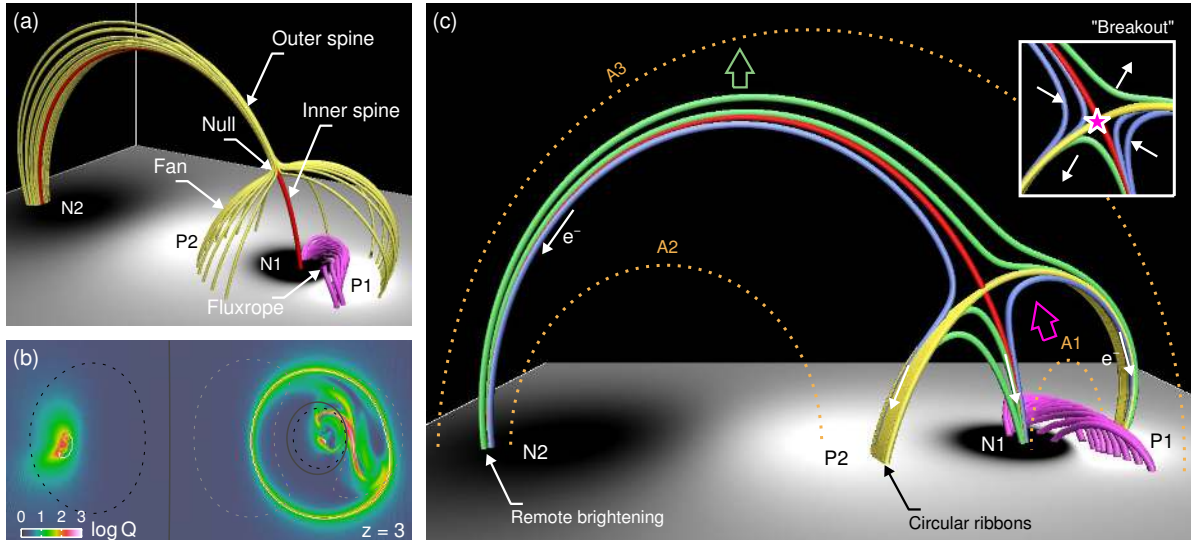 (a)
Outer spine
Inner spine
Null
Fan
N2
P2
N1
P1
Fluxrope
(b)
0 1 2 3
log Q
z = 3
(c)
"Breakout"
A3
e−
A2
A1
e−
N2
P2
N1
P1
Remote brightening
Circular ribbons